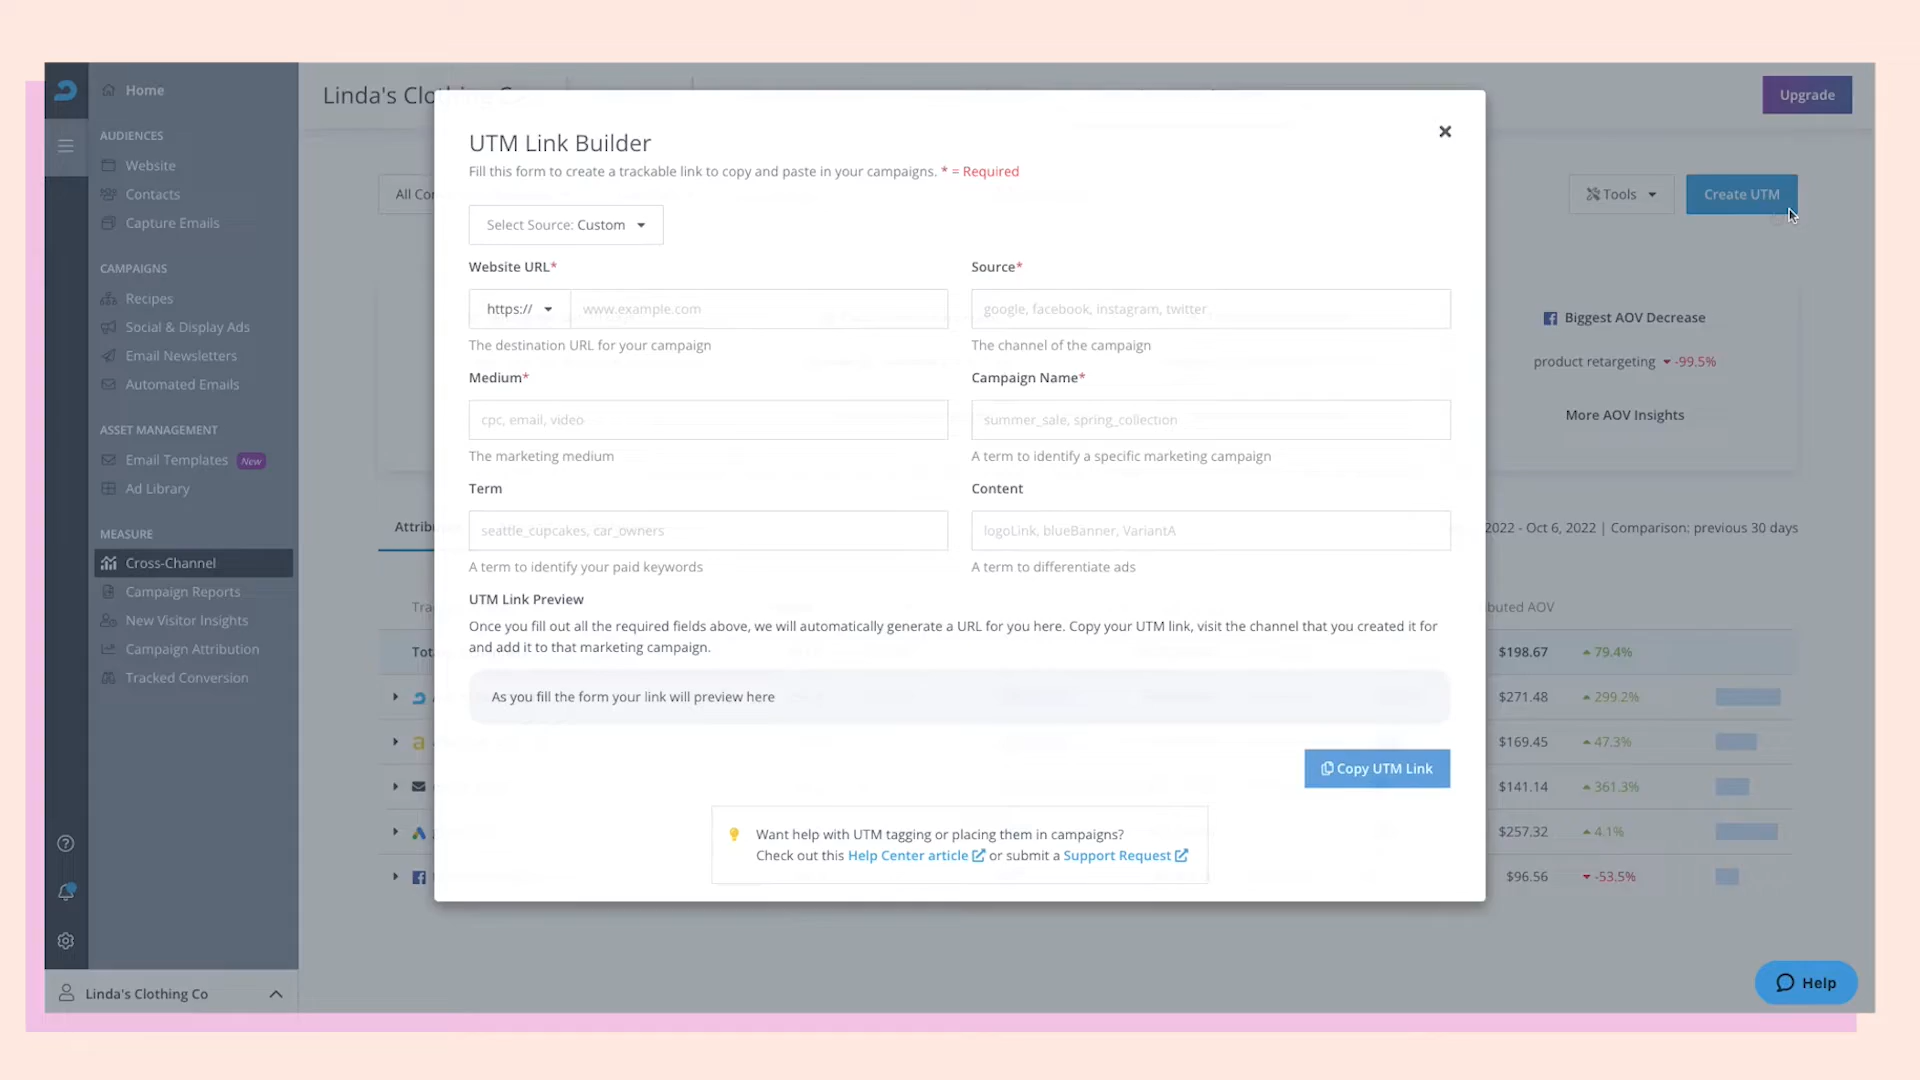 Home
AUDIENCES
Website
Contacts
Capture Emails
CAMPAIGNS
Recipes
Social & Display Ads
Email Newsletters
Automated Emails
ASSET MANAGEMENT
Email Templates New
Ad Library
MEASURE
Cross-Channel
Campaign Reports
New Visitor Insights
Campaign Attribution
Tracked Conversion
Linda's Clothing Co
Linda's Clothing Co
Upgrade
All Co
Tools
Create UTM
UTM Link Builder
Fill this form to create a trackable link to copy and paste in your campaigns. * = Required
Select Source: Custom
Website URL*
https://
www.example.com
The destination URL for your campaign
Source*
google, facebook, instagram, twitter
The channel of the campaign
Medium*
cpc, email, video
The marketing medium
Campaign Name*
summer_sale, spring_collection
A term to identify a specific marketing campaign
Term
seattle_cupcakes, car_owners
A term to identify your paid keywords
Content
logoLink, blueBanner, VariantA
A term to differentiate ads
UTM Link Preview
Once you fill out all the required fields above, we will automatically generate a URL for you here. Copy your UTM link, visit the channel that you created it for
and add it to that marketing campaign.
As you fill the form your link will preview here
Copy UTM Link
Want help with UTM tagging or placing them in campaigns?
Check out this Help Center article or submit a Support Request
Biggest AOV Decrease
product retargeting -99.5%
More AOV Insights
Attrib
2022 - Oct 6, 2022 | Comparison: previous 30 days
Tra
buted AOV
Tot
$198.67 79.4%
$271.48 299.2%
$169.45 47.3%
$141.14 361.3%
$257.32 4.1%
$96.56 -53.5%
Help